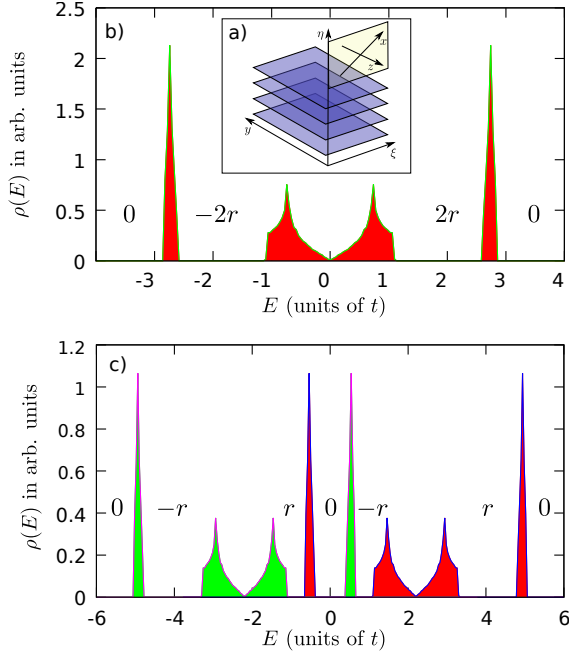 b)
a)
η
x
z
y
ξ
2.5
2
1.5
1
0.5
0
ρ(E) in arb. units
0 −2r 2r 0
-3 -2 -1 0 1 2 3 4
E (units of t)
c)
1.2
1
0.8
0.6
0.4
0.2
0
ρ(E) in arb. units
0 −r r 0 −r r 0
-6 -4 -2 0 2 4 6
E (units of t)